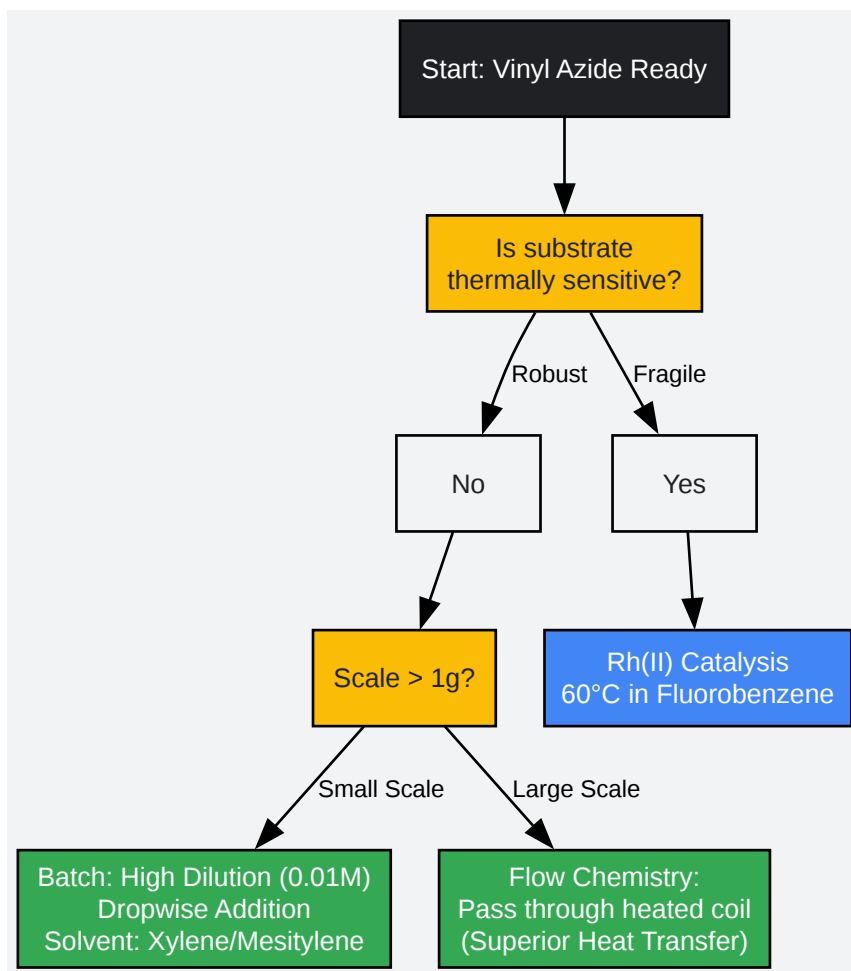 Start: Vinyl Azide Ready
Is substrate
thermally sensitive?
Robust
Fragile
No
Yes
Scale > 1g?
Rh(II) Catalysis
60°C in Fluorobenzene
Small Scale
Large Scale
Batch: High Dilution (0.01M)
Dropwise Addition
Solvent: Xylene/Mesitylene
Flow Chemistry:
Pass through heated coil
(Superior Heat Transfer)